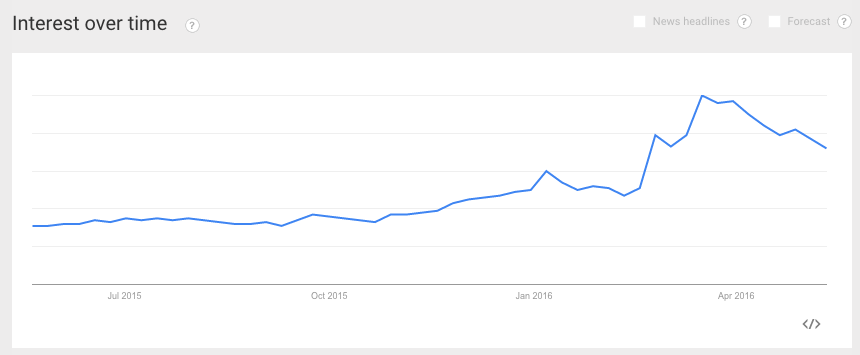 Interest over time ?
News headlines ? Forecast ?
Jul 2015 Oct 2015 Jan 2016 Apr 2016
</>